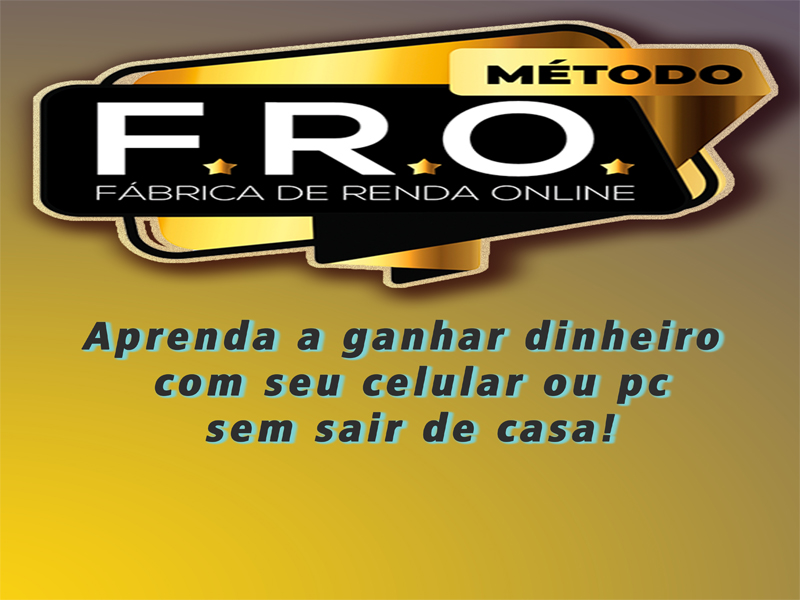 MÉTODO
F.R.O.
FÁBRICA DE RENDA ONLINE
Aprenda a ganhar dinheiro
com seu celular ou pc
sem sair de casa!